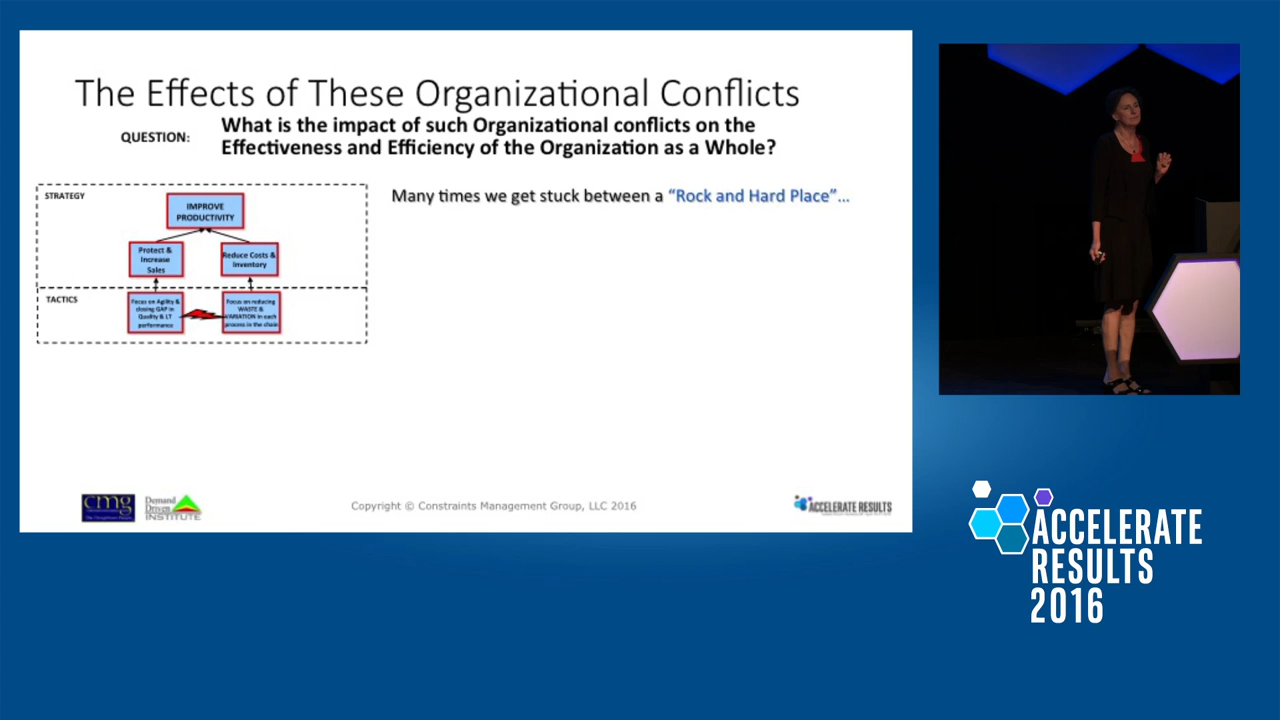 The Effects of These Organizational Conflicts
QUESTION:
What is the impact of such Organizational conflicts on the
Effectiveness and Efficiency of the Organization as a Whole?
STRATEGY
IMPROVE
PRODUCTIVITY
Protect &
Increase
Sales
Reduce Costs &
Inventory
TACTICS
Focus on Agility &
closing GAP in
Quality & LT
performance
Focus on reducing
WASTE &
VARIATION in each
process in the chain
Many times we get stuck between a “Rock and Hard Place”…
cmg
Demand
Driven
INSTITUTE
Copyright © Constraints Management Group, LLC 2016
ACCELERATE RESULTS
ACCELERATE
RESULTS
2016